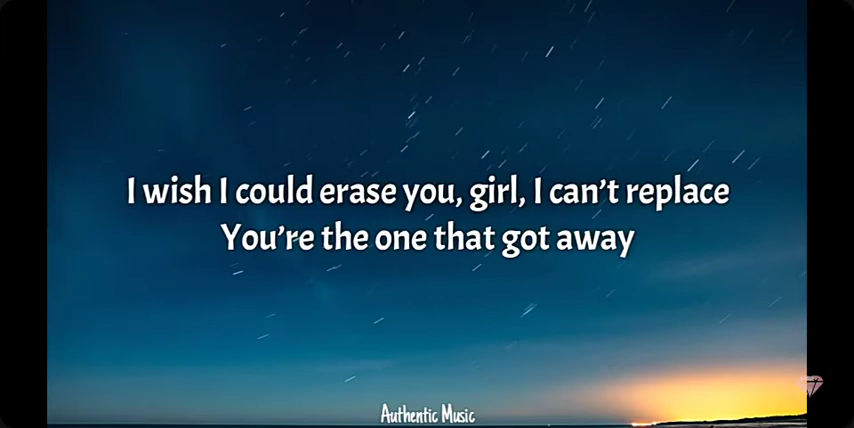 I wish I could erase you, girl, I can’t replace
You’re the one that got away
Authentic Music